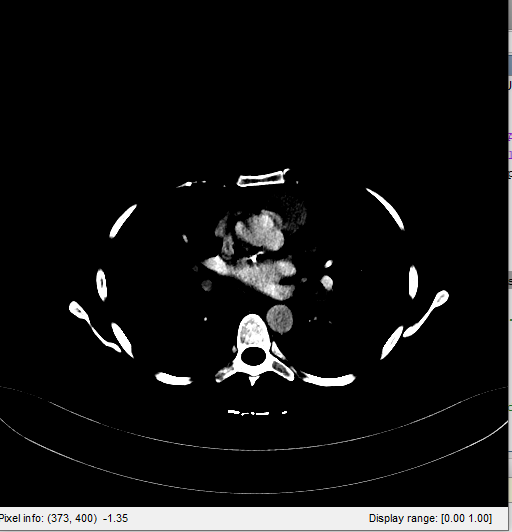 Pixel info: (373, 400) -1.35
Display range: [0.00 1.00]